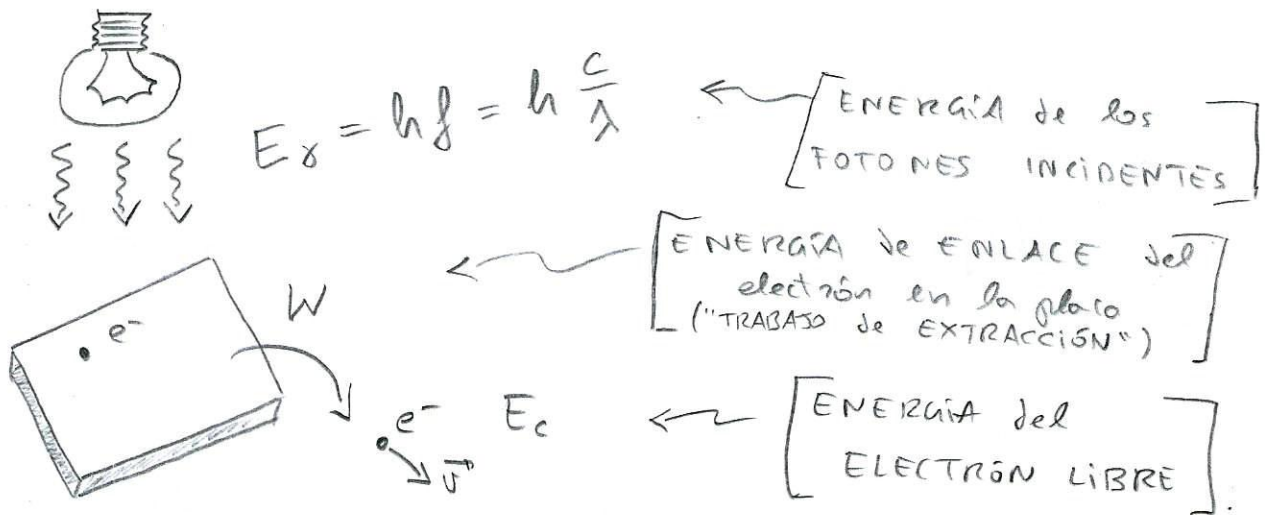 Eγ = hf = h c/λ
[ENERGÍA de los
FOTONES INCIDENTES]
[ENERGÍA de ENLACE del
electrón en la placa
("TRABAJO de EXTRACCIÓN")]
e⁻
W
e⁻ Ec
v⃗
[ENERGÍA del
ELECTRÓN LIBRE].